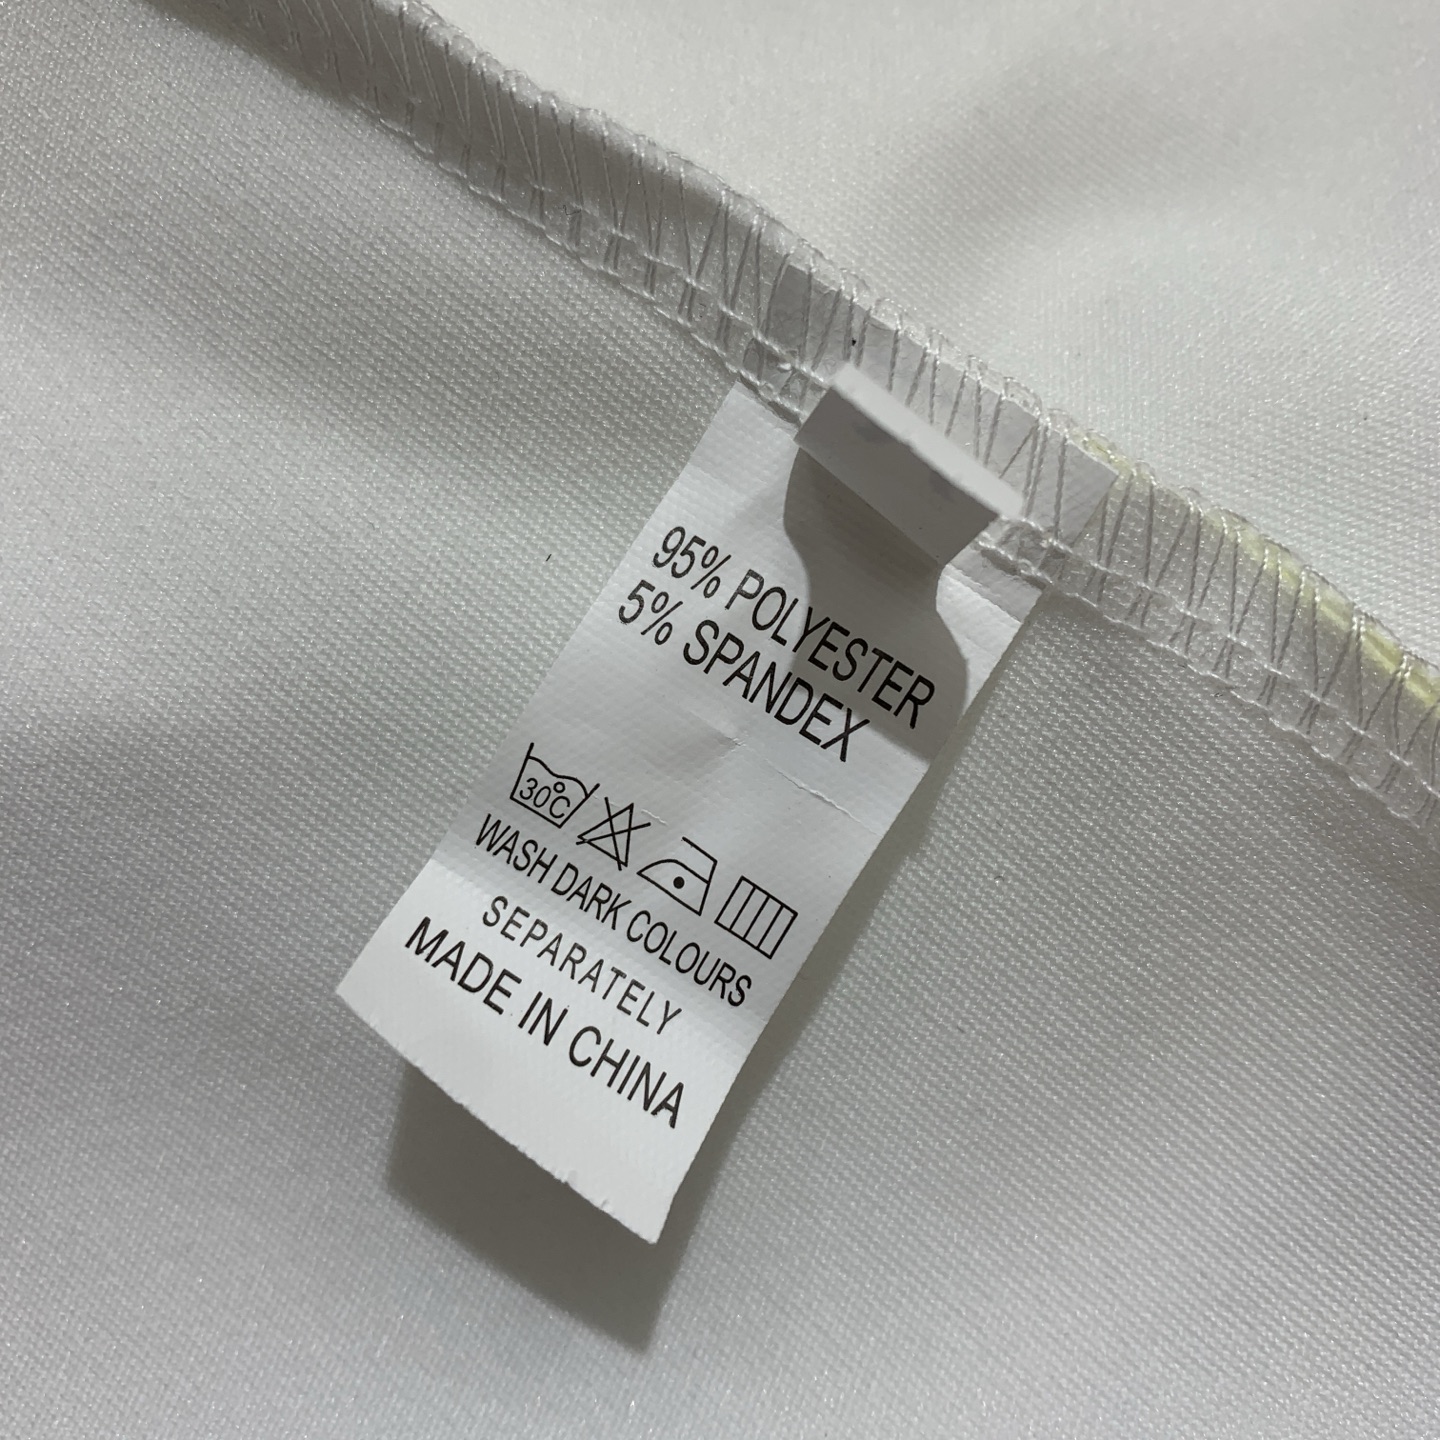 95% POLYESTER
5% SPANDEX
30°C
WASH DARK COLOURS
SEPARATELY
MADE IN CHINA